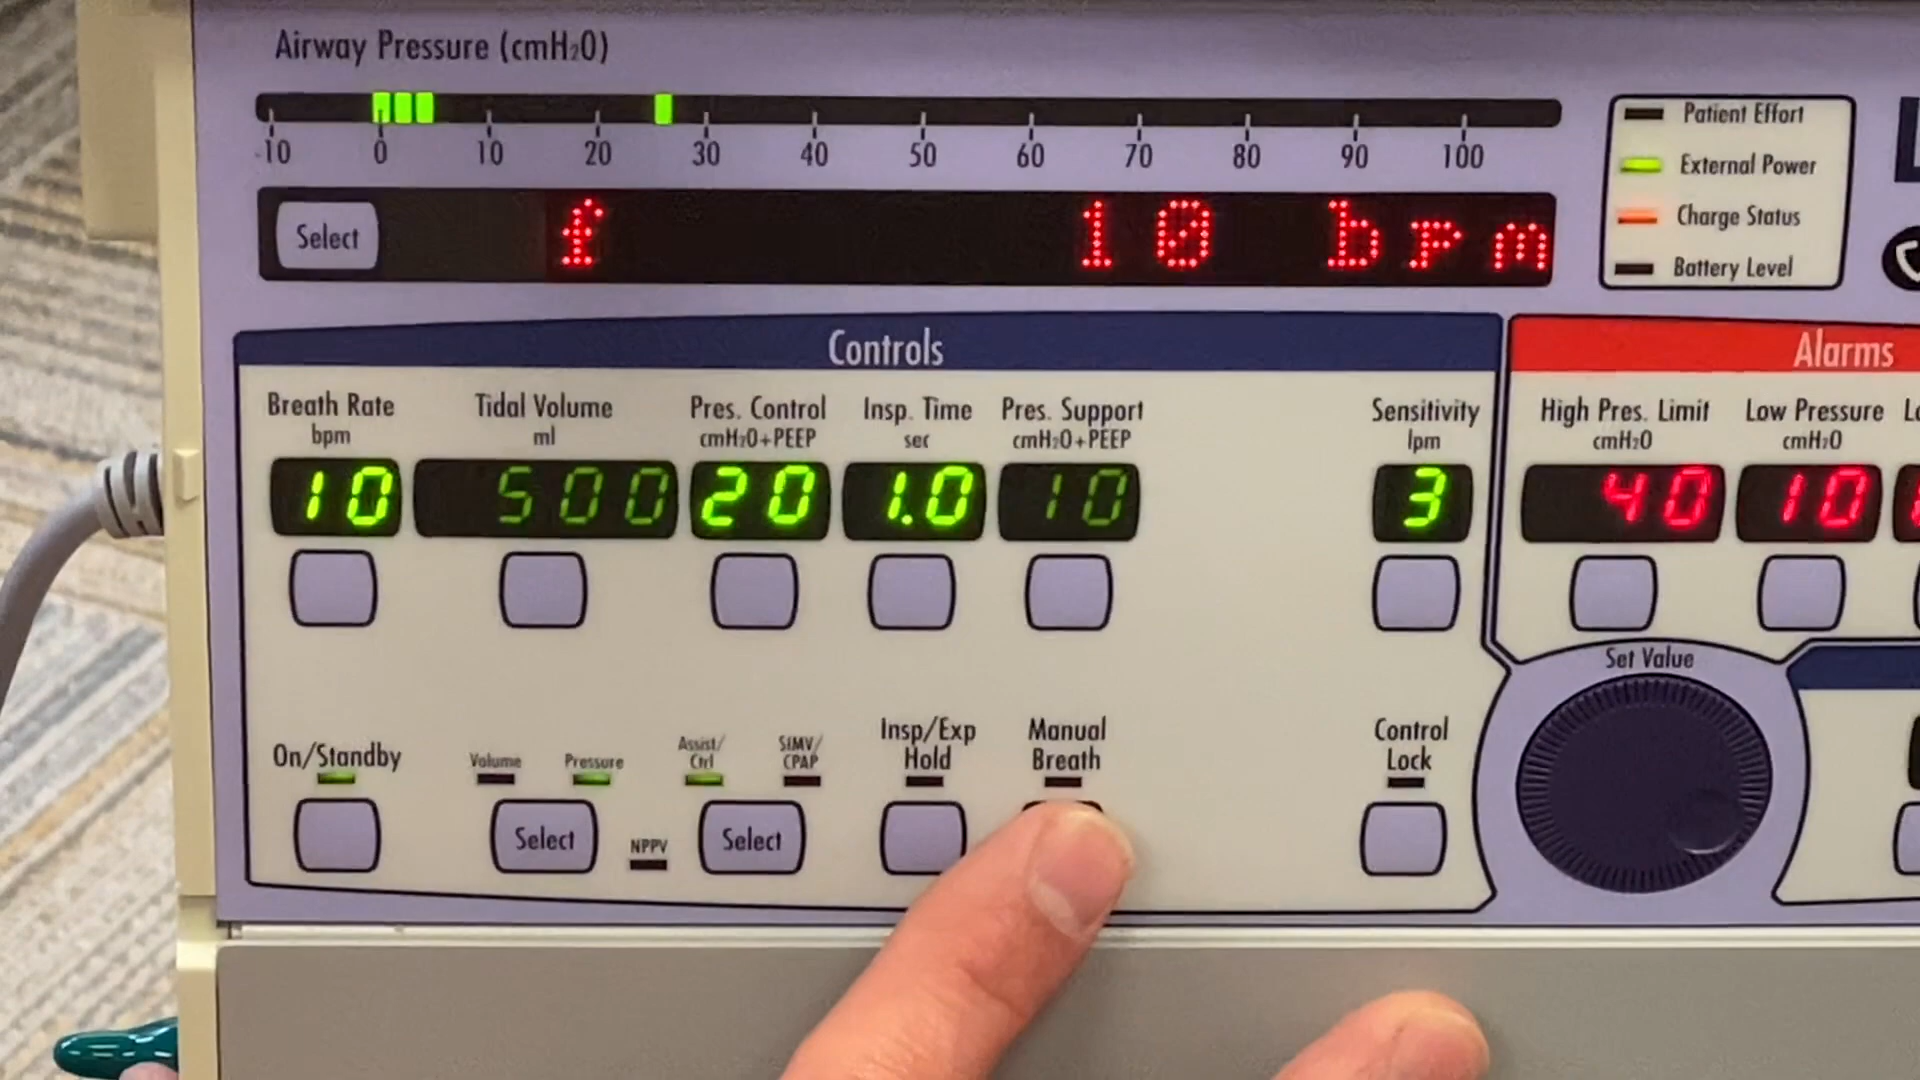 Airway Pressure (cmH₂O)
-10 0 10 20 30 40 50 60 70 80 90 100
Select f 10 bpm
Patient Effort
External Power
Charge Status
Battery Level
Controls
Alarms
Breath Rate Tidal Volume Pres. Control Insp. Time Pres. Support Sensitivity High Pres. Limit Low Pressure
bpm ml cmH₂O+PEEP sec cmH₂O+PEEP lpm cmH₂O cmH₂O
10 500 20 1.0 10 3 40 10
Set Value
On/Standby
Volume
Pressure
Assist/
Ctrl
SIMV/
CPAP
Insp/Exp
Hold
Manual
Breath
Control
Lock
Select
NPPV
Select